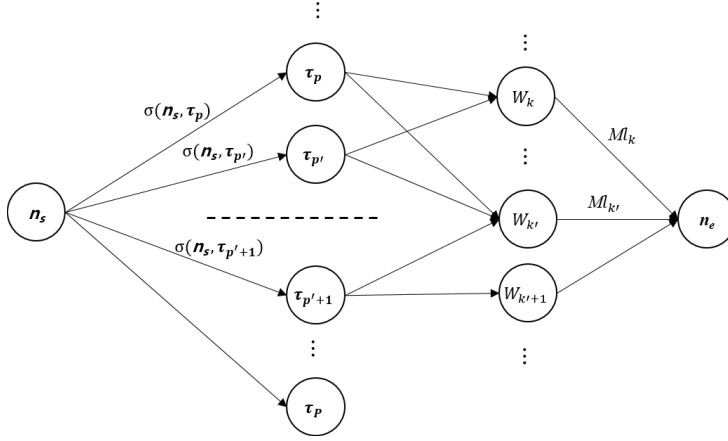 ⋮
τ_p
⋮
W_k
σ(n_s, τ_p)
Ml_k
σ(n_s, τ_p′)
τ_p′
⋮
n_s
W_k′
Ml_k′
n_e
σ(n_s, τ_p′+1)
τ_p′+1
W_k′+1
⋮
⋮
τ_P